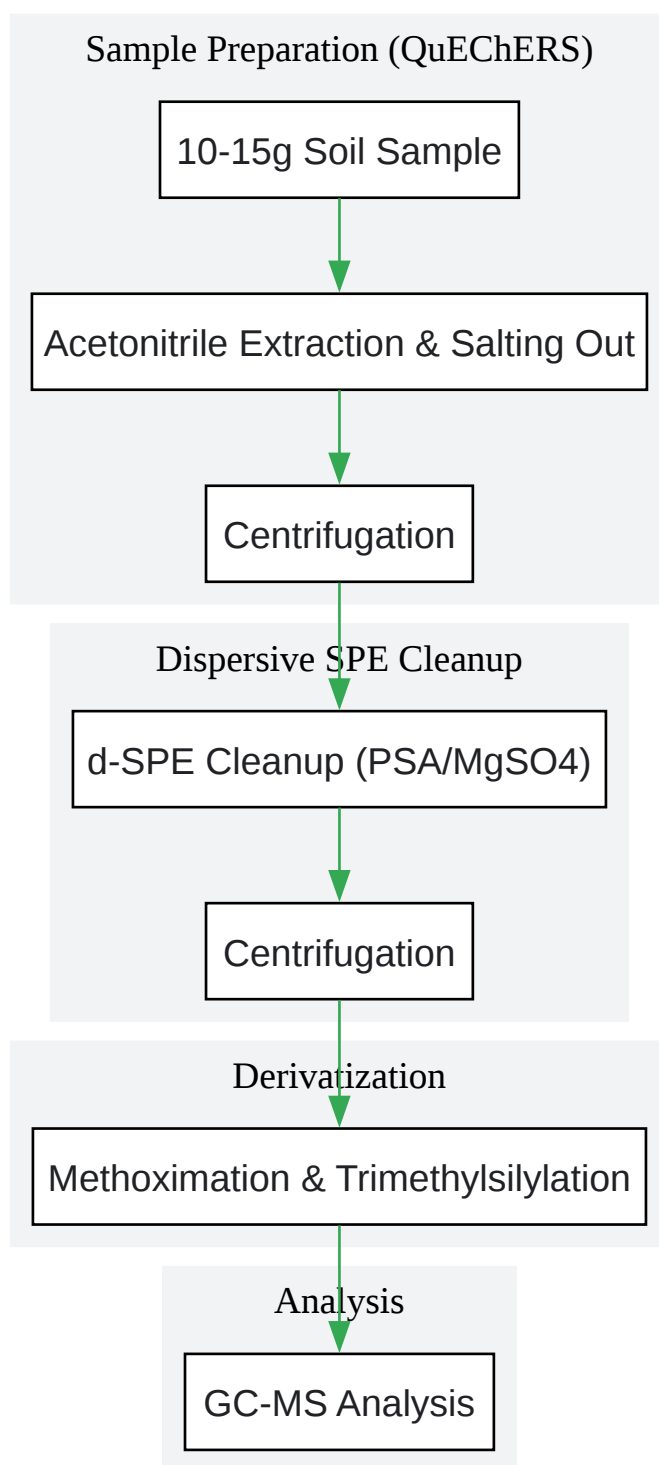 Sample Preparation (QuEChERS)
10-15g Soil Sample
Acetonitrile Extraction & Salting Out
Centrifugation
Dispersive SPE Cleanup
d-SPE Cleanup (PSA/MgSO4)
Centrifugation
Derivatization
Methoximation & Trimethylsilylation
Analysis
GC-MS Analysis